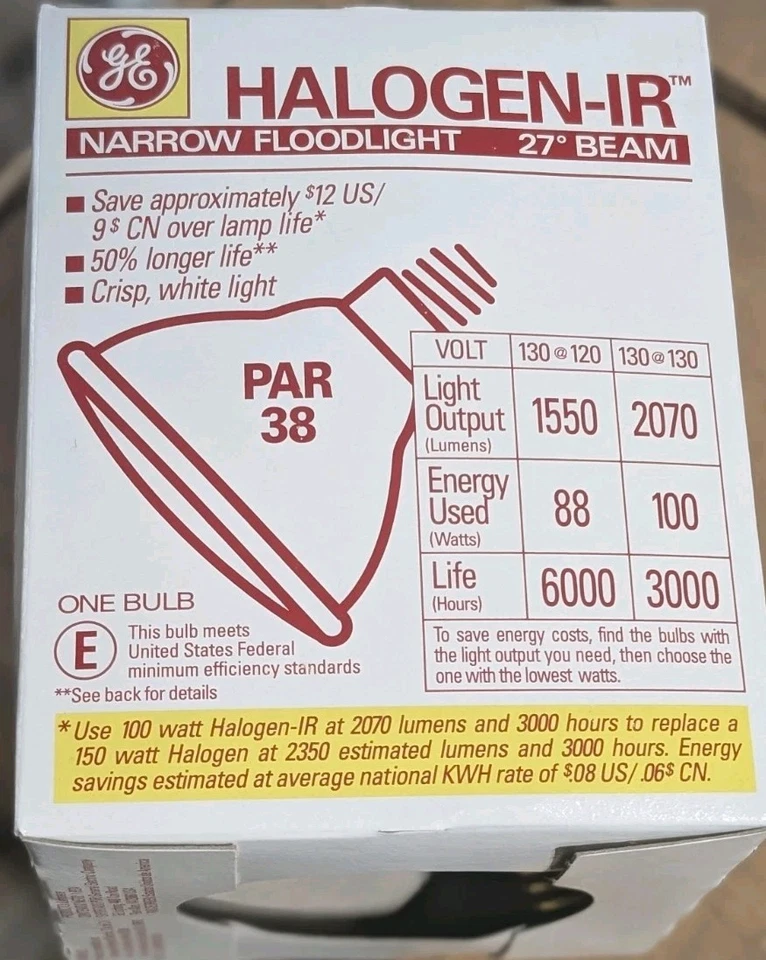 GE
HALOGEN-IR™
NARROW FLOODLIGHT 27° BEAM
■ Save approximately $12 US/
9$ CN over lamp life*
■ 50% longer life**
■ Crisp, white light
PAR
38
VOLT 130@120 130@130
Light
Output 1550 2070
(Lumens)
Energy
Used 88 100
(Watts)
Life 6000 3000
(Hours)
To save energy costs, find the bulbs with
the light output you need, then choose the
one with the lowest watts.
ONE BULB
E
This bulb meets
United States Federal
minimum efficiency standards
**See back for details
*Use 100 watt Halogen-IR at 2070 lumens and 3000 hours to replace a
150 watt Halogen at 2350 estimated lumens and 3000 hours. Energy
savings estimated at average national KWH rate of $.08 US/.06$ CN.